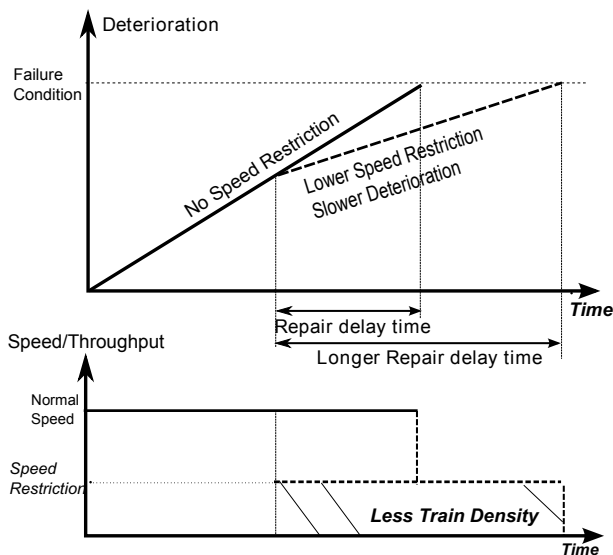 Deterioration
Failure
Condition
No Speed Restriction
Lower Speed Restriction
Slower Deterioration
Time
Repair delay time
Longer Repair delay time
Speed/Throughput
Normal
Speed
Speed
Restriction
Less Train Density
Time